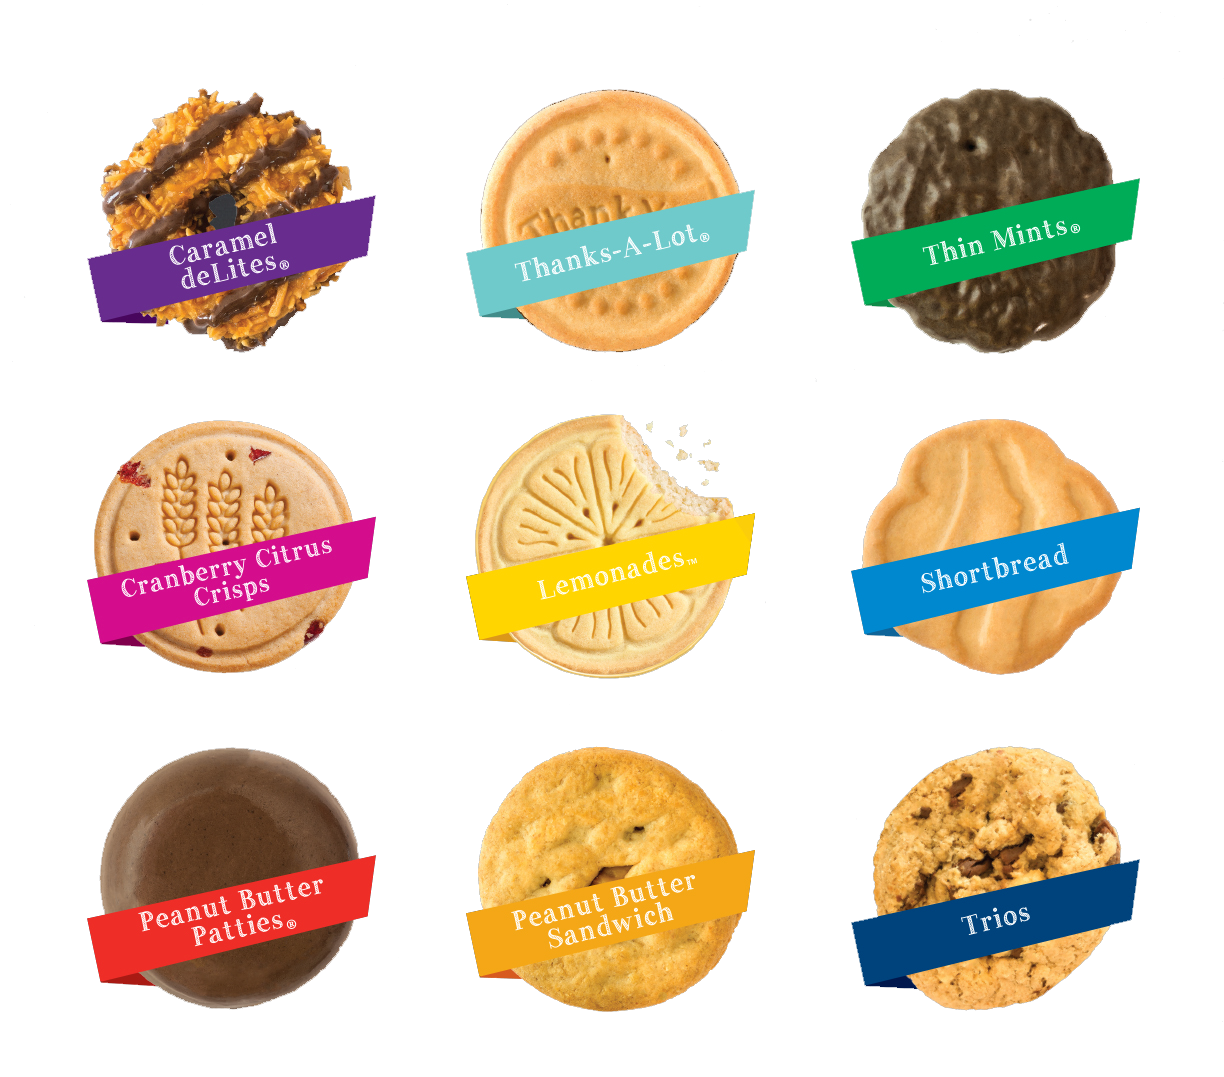 Caramel
deLites®
Thanks-A-Lot®
Thin Mints®
Cranberry Citrus
Crisps
Lemonades™
Shortbread
Peanut Butter
Patties®
Peanut Butter
Sandwich
Trios